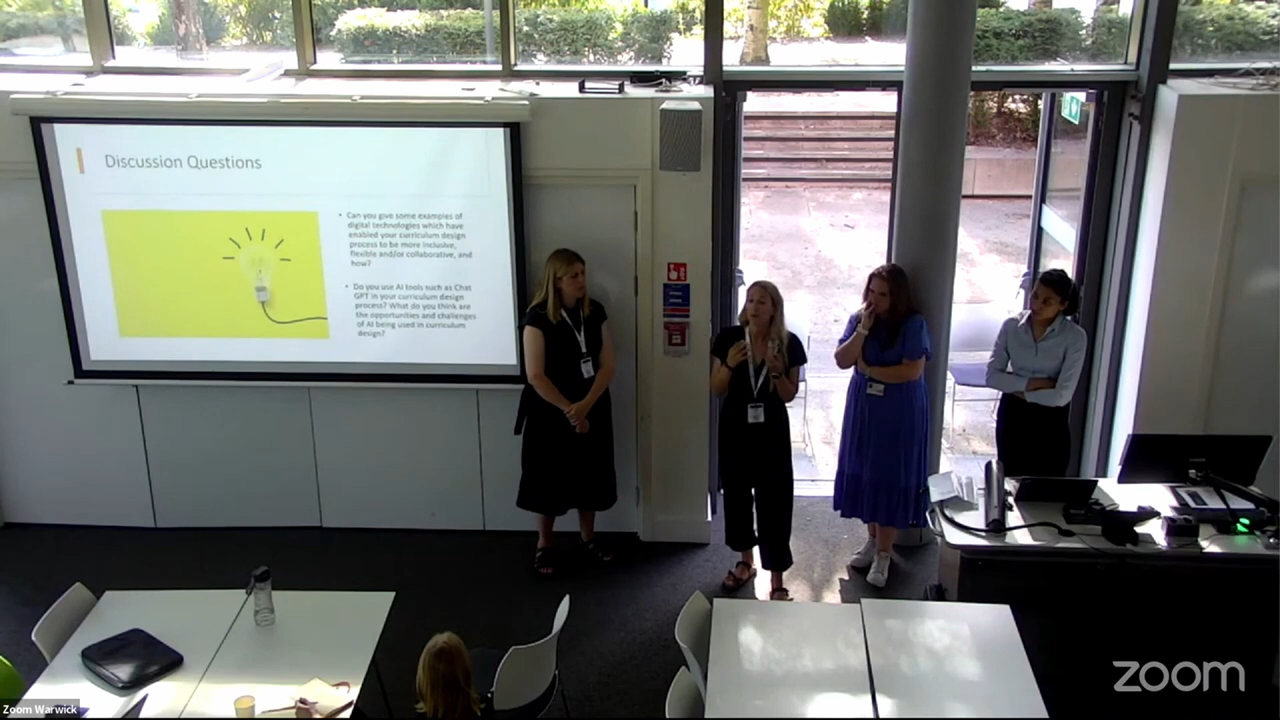 Discussion Questions
• Can you give some examples of
digital technologies which have
enabled your curriculum design
process to be more inclusive,
flexible and/or collaborative, and
how?
• Do you use AI tools such as Chat
GPT in your curriculum design
process? What do you think are
the opportunities and challenges
of AI being used in curriculum
design?
zoom
Zoom Warwick